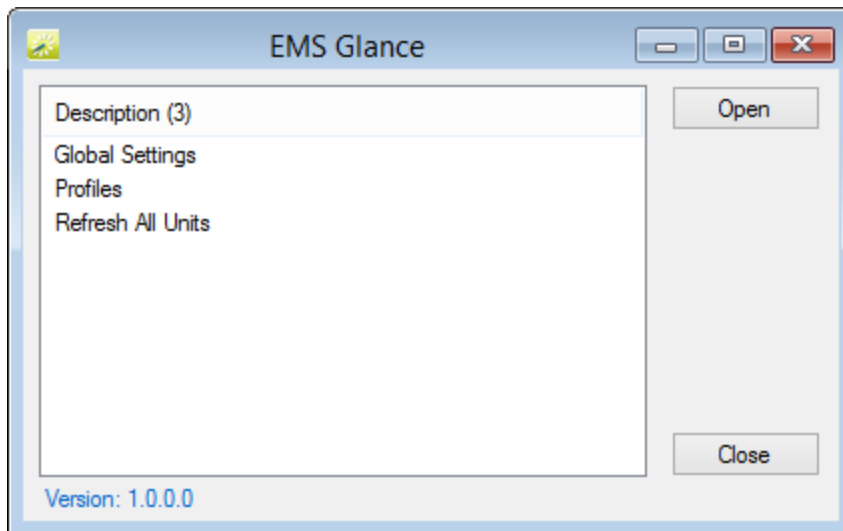 EMS Glance
Description (3)
Open
Global Settings
Profiles
Refresh All Units
Close
Version: 1.0.0.0